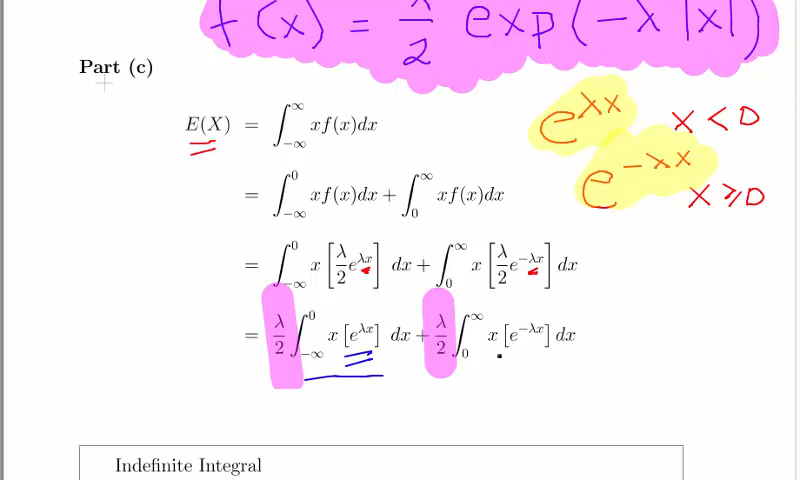 f(x) = λ/2 exp(-λ|x|)
Part (c)
E(X) = ∫_{-∞}^{∞} xf(x)dx
e^{λx} x < 0
= ∫_{-∞}^{0} xf(x)dx + ∫_{0}^{∞} xf(x)dx
e^{-λx} x ≥ 0
= ∫_{-∞}^{0} x [λ/2 e^{λx}] dx + ∫_{0}^{∞} x [λ/2 e^{-λx}] dx
= λ/2 ∫_{-∞}^{0} x [e^{λx}] dx + λ/2 ∫_{0}^{∞} x [e^{-λx}] dx
Indefinite Integral